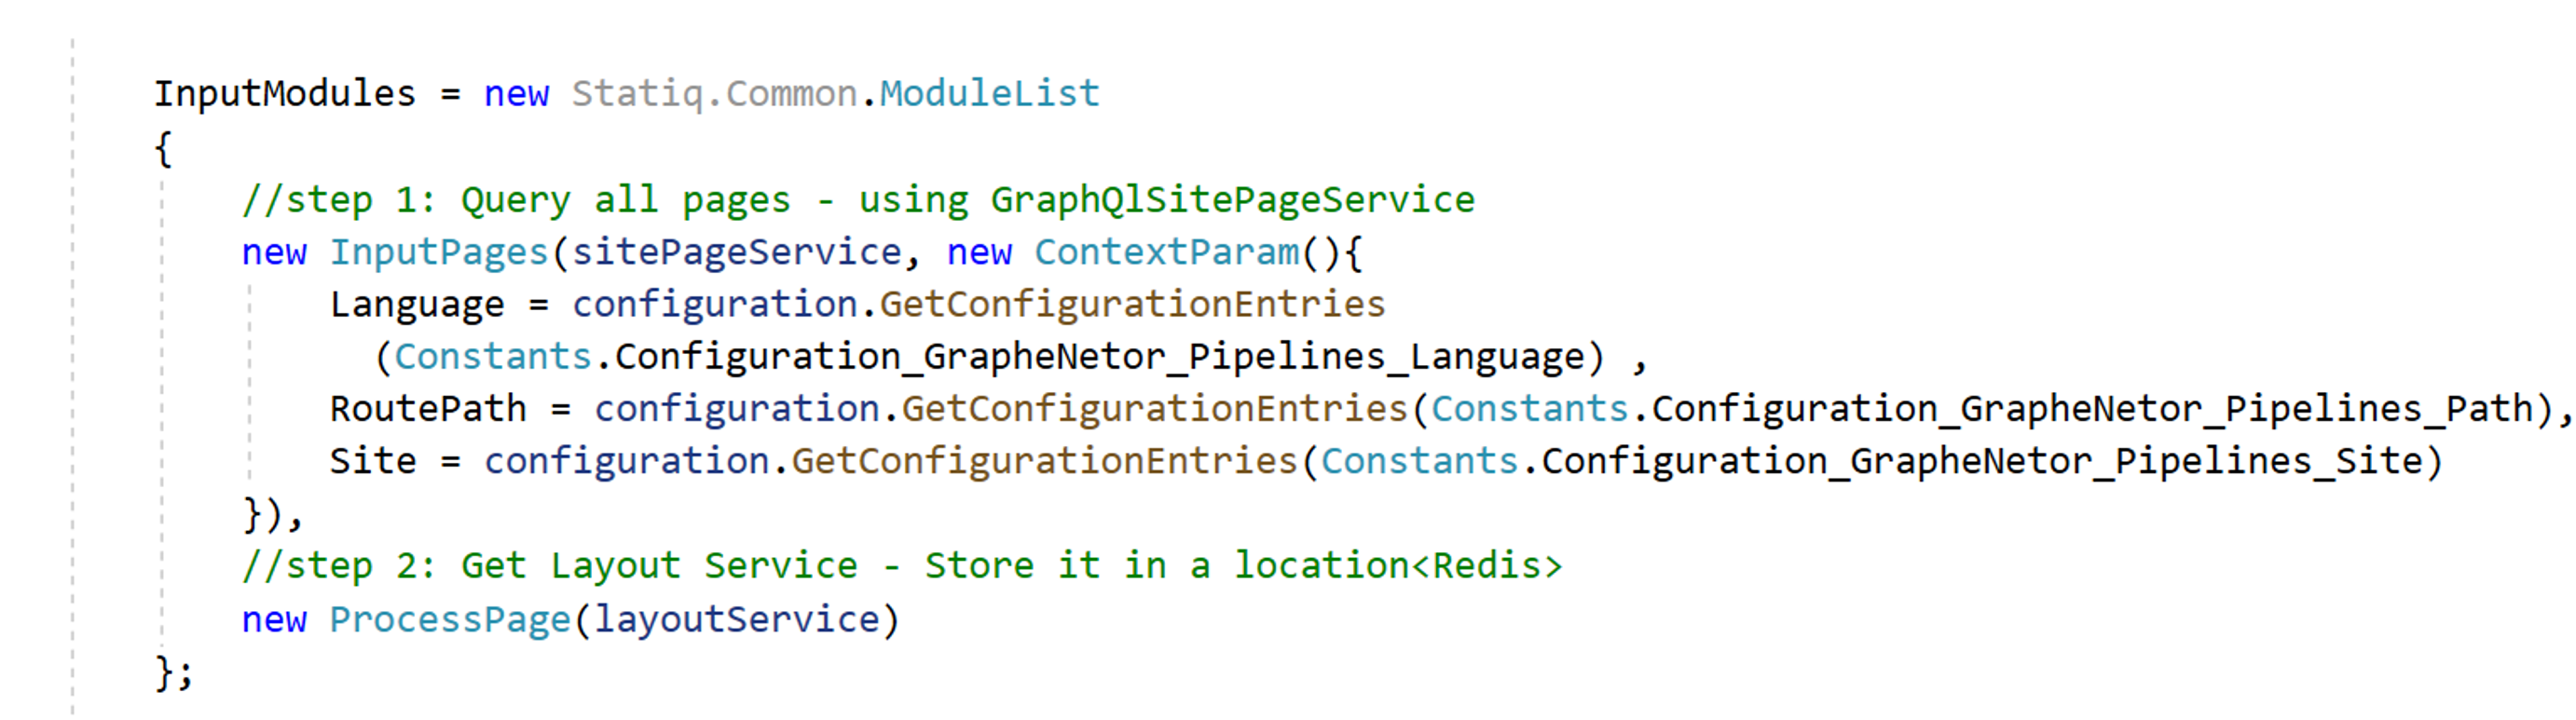 InputModules = new Statiq.Common.ModuleList
{
//step 1: Query all pages - using GraphQlSitePageService
new InputPages(sitePageService, new ContextParam(){
Language = configuration.GetConfigurationEntries
(Constants.Configuration_GrapheNetor_Pipelines_Language) ,
RoutePath = configuration.GetConfigurationEntries(Constants.Configuration_GrapheNetor_Pipelines_Path),
Site = configuration.GetConfigurationEntries(Constants.Configuration_GrapheNetor_Pipelines_Site)
}),
//step 2: Get Layout Service - Store it in a location<Redis>
new ProcessPage(layoutService)
};